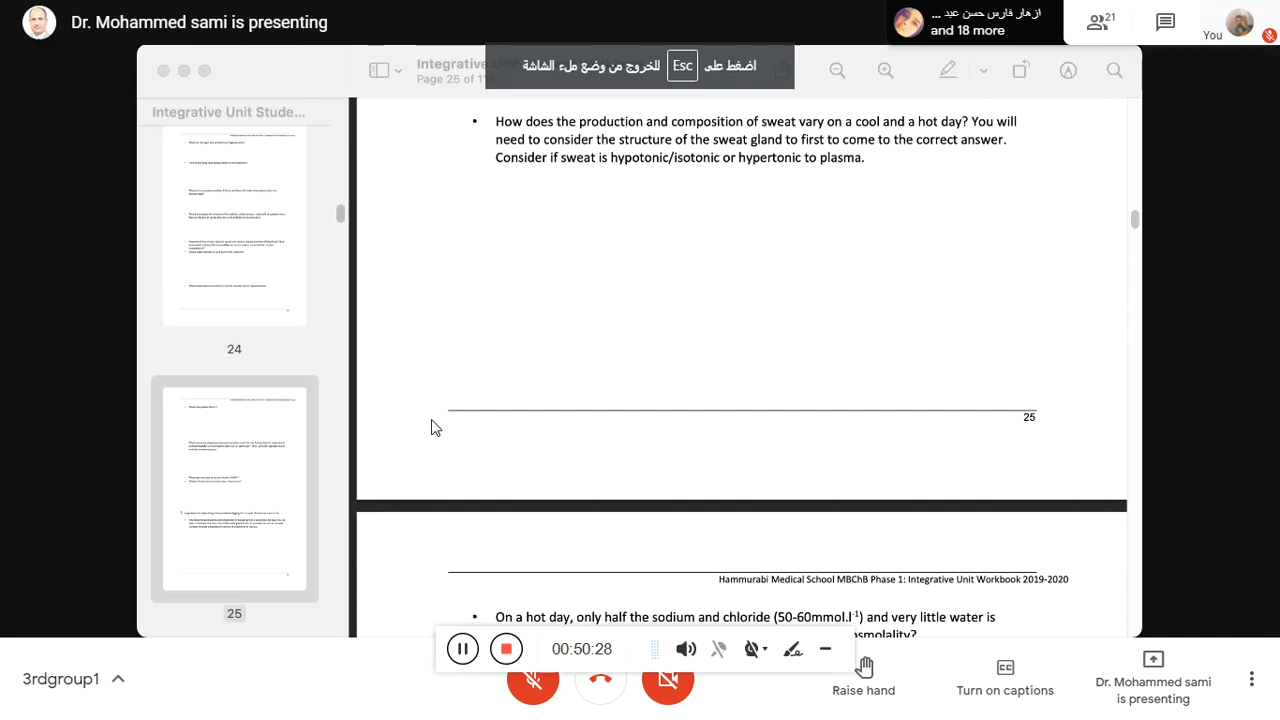 Dr. Mohammed sami is presenting
ازهار فارس حسن عبد ...
and 18 more
21
You
Integrative Unit
Page 25 of 11
اضغط على Esc للخروج من وضع ملء الشاشة
Integrative Unit Stude...
24
25
• How does the production and composition of sweat vary on a cool and a hot day? You will
need to consider the structure of the sweat gland to first to come to the correct answer.
Consider if sweat is hypotonic/isotonic or hypertonic to plasma.
25
Hammurabi Medical School MBChB Phase 1: Integrative Unit Workbook 2019-2020
• On a hot day, only half the sodium and chloride (50-60mmol.l⁻¹) and very little water is
osmolality?
00:50:28
3rdgroup1
Raise hand
Turn on captions
Dr. Mohammed sami
is presenting